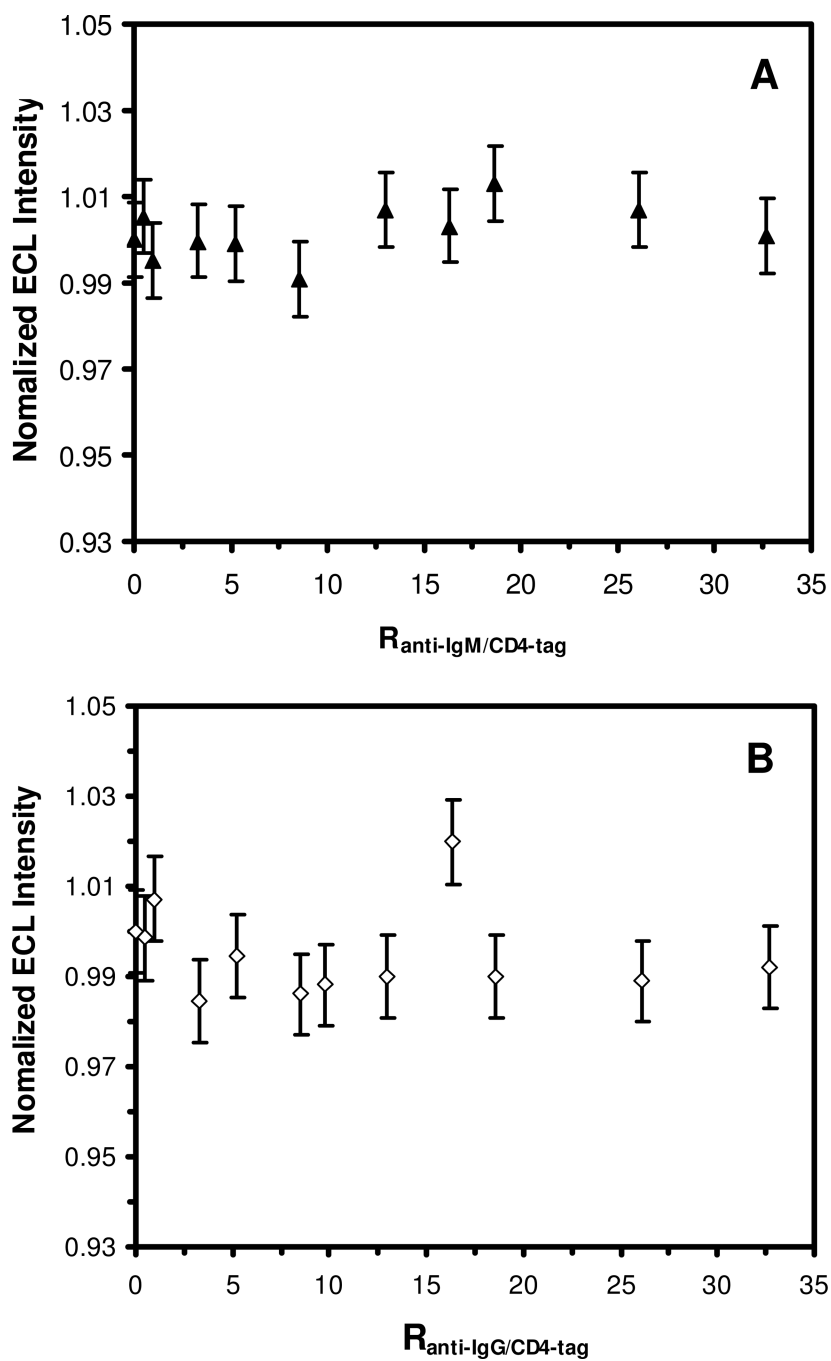 A
Nomalized ECL Intensity
1.05
1.03
1.01
0.99
0.97
0.95
0.93
0 5 10 15 20 25 30 35
Ranti-IgM/CD4-tag
B
Nomalized ECL Intensity
1.05
1.03
1.01
0.99
0.97
0.95
0.93
0 5 10 15 20 25 30 35
Ranti-IgG/CD4-tag